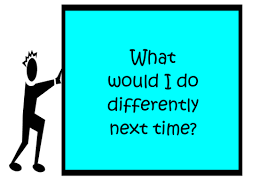 What
would I do
differently
next time?